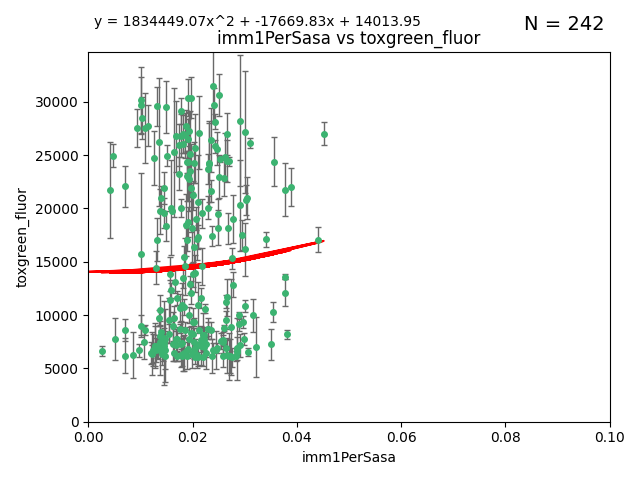 y = 1834449.07x^2 + -17669.83x + 14013.95
N = 242
imm1PerSasa vs toxgreen_fluor
toxgreen_fluor
30000
25000
20000
15000
10000
5000
0
0.00 0.02 0.04 0.06 0.08 0.10
imm1PerSasa